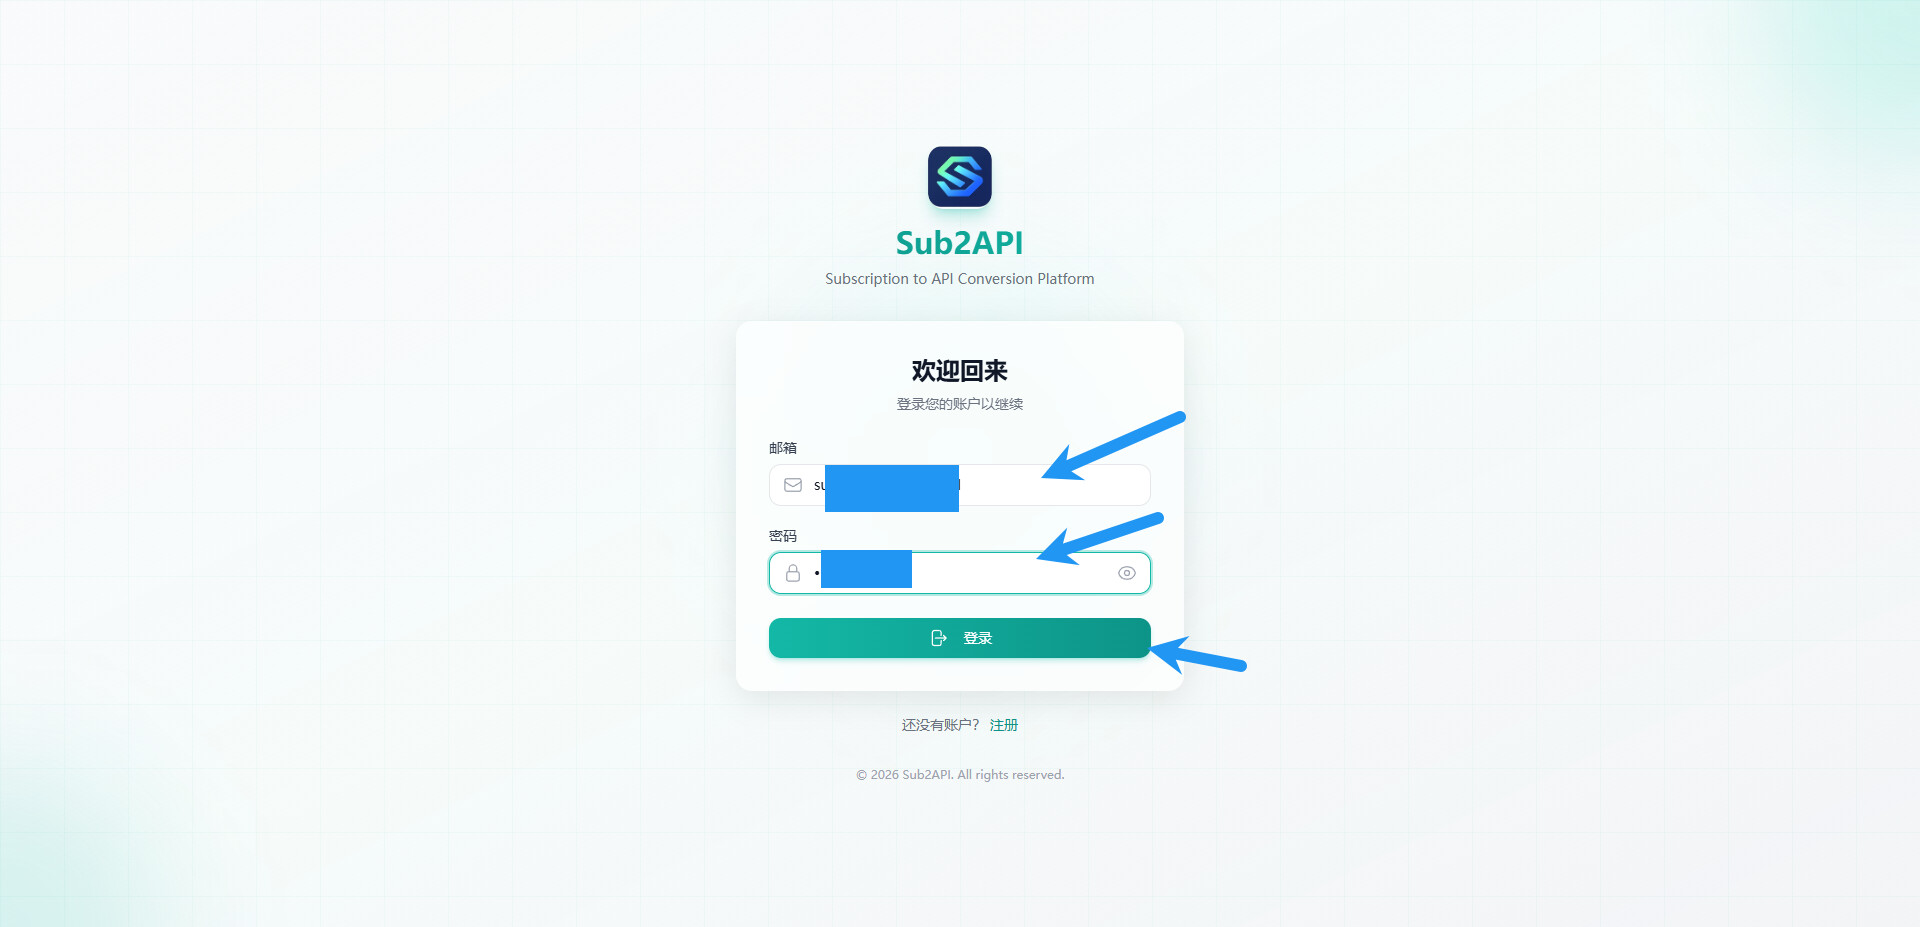 Sub2API
Subscription to API Conversion Platform
欢迎回来
登录您的账户以继续
邮箱
su
密码
登录
还没有账户? 注册
© 2026 Sub2API. All rights reserved.